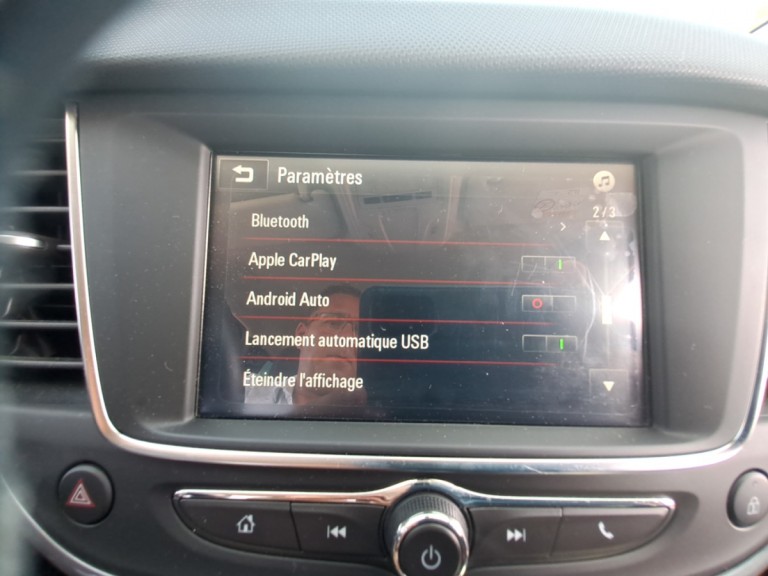 Paramètres
2/3
Bluetooth
Apple CarPlay
Android Auto
Lancement automatique USB
Éteindre l'affichage